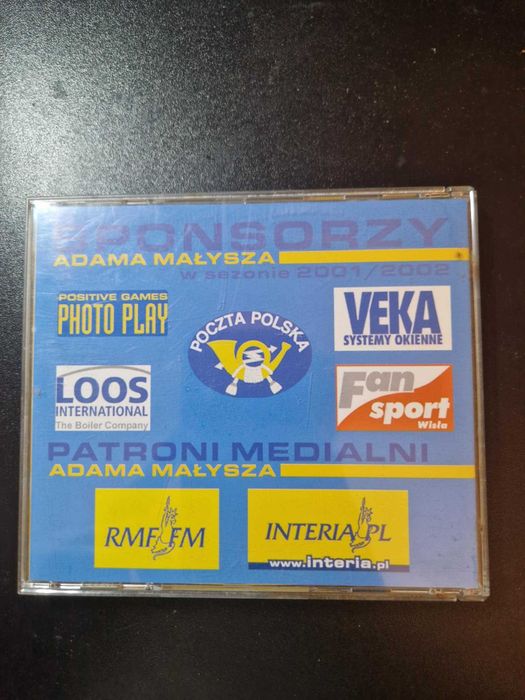 SPONSORZY
ADAMA MAŁYSZA
w sezonie 2001/2002
POSITIVE GAMES
PHOTO PLAY
POCZTA POLSKA
VEKA
SYSTEMY OKIENNE
LOOS
INTERNATIONAL
The Boiler Company
Fan
sport
Wisła
PATRONI MEDIALNI
ADAMA MAŁYSZA
RMF FM
INTERIA.PL
www.interia.pl